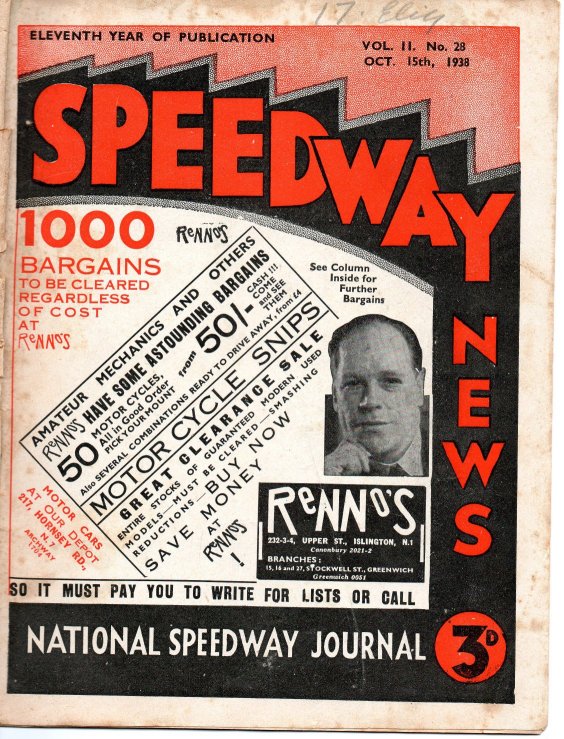 17. Ellis
ELEVENTH YEAR OF PUBLICATION
VOL. II. No. 28
OCT. 15th, 1938
SPEEDWAY
NEWS
1000
BARGAINS
TO BE CLEARED
REGARDLESS
OF COST
AT
RENNO'S
RENNO'S
See Column
Inside for
Further
Bargains
AMATEUR MECHANICS AND OTHERS
RENNO'S HAVE SOME ASTOUNDING BARGAINS
50
MOTOR CYCLES,
All in Good Order
PICK YOUR MOUNT
from
50/-
CASH !!!
COME
and SEE
THEM
Also SEVERAL COMBINATIONS READY TO DRIVE AWAY, from £4
MOTOR CYCLE SNIPS
GREAT CLEARANCE SALE
ENTIRE STOCKS OF GUARANTEED MODERN USED
MODELS—MUST BE CLEARED—SMASHING
REDUCTIONS—BUY NOW
SAVE MONEY
AT
RENNO'S
!
MOTOR CARS
AT OUR DEPOT
217, HORNSEY RD.,
N.7
ARCHWAY
RENNO'S
232-3-4, UPPER ST., ISLINGTON, N.1
Canonbury 2021-2
BRANCHES:
15, 16 and 27, STOCKWELL ST., GREENWICH
Greenwich 0051
SO IT MUST PAY YOU TO WRITE FOR LISTS OR CALL
NATIONAL SPEEDWAY JOURNAL
3D